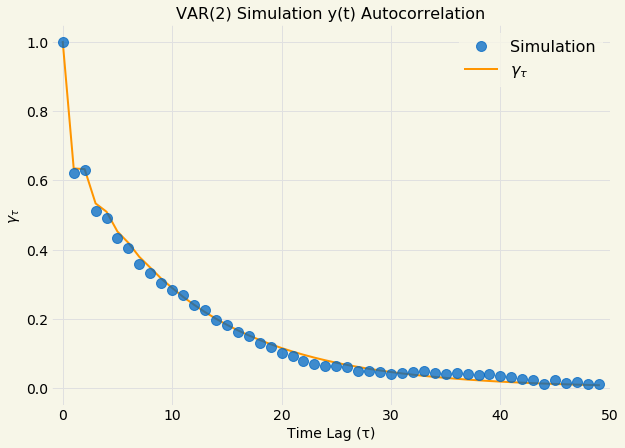 VAR(2) Simulation y(t) Autocorrelation
Simulation
γτ
1.0
0.8
0.6
0.4
0.2
0.0
γτ
0 10 20 30 40 50
Time Lag (τ)